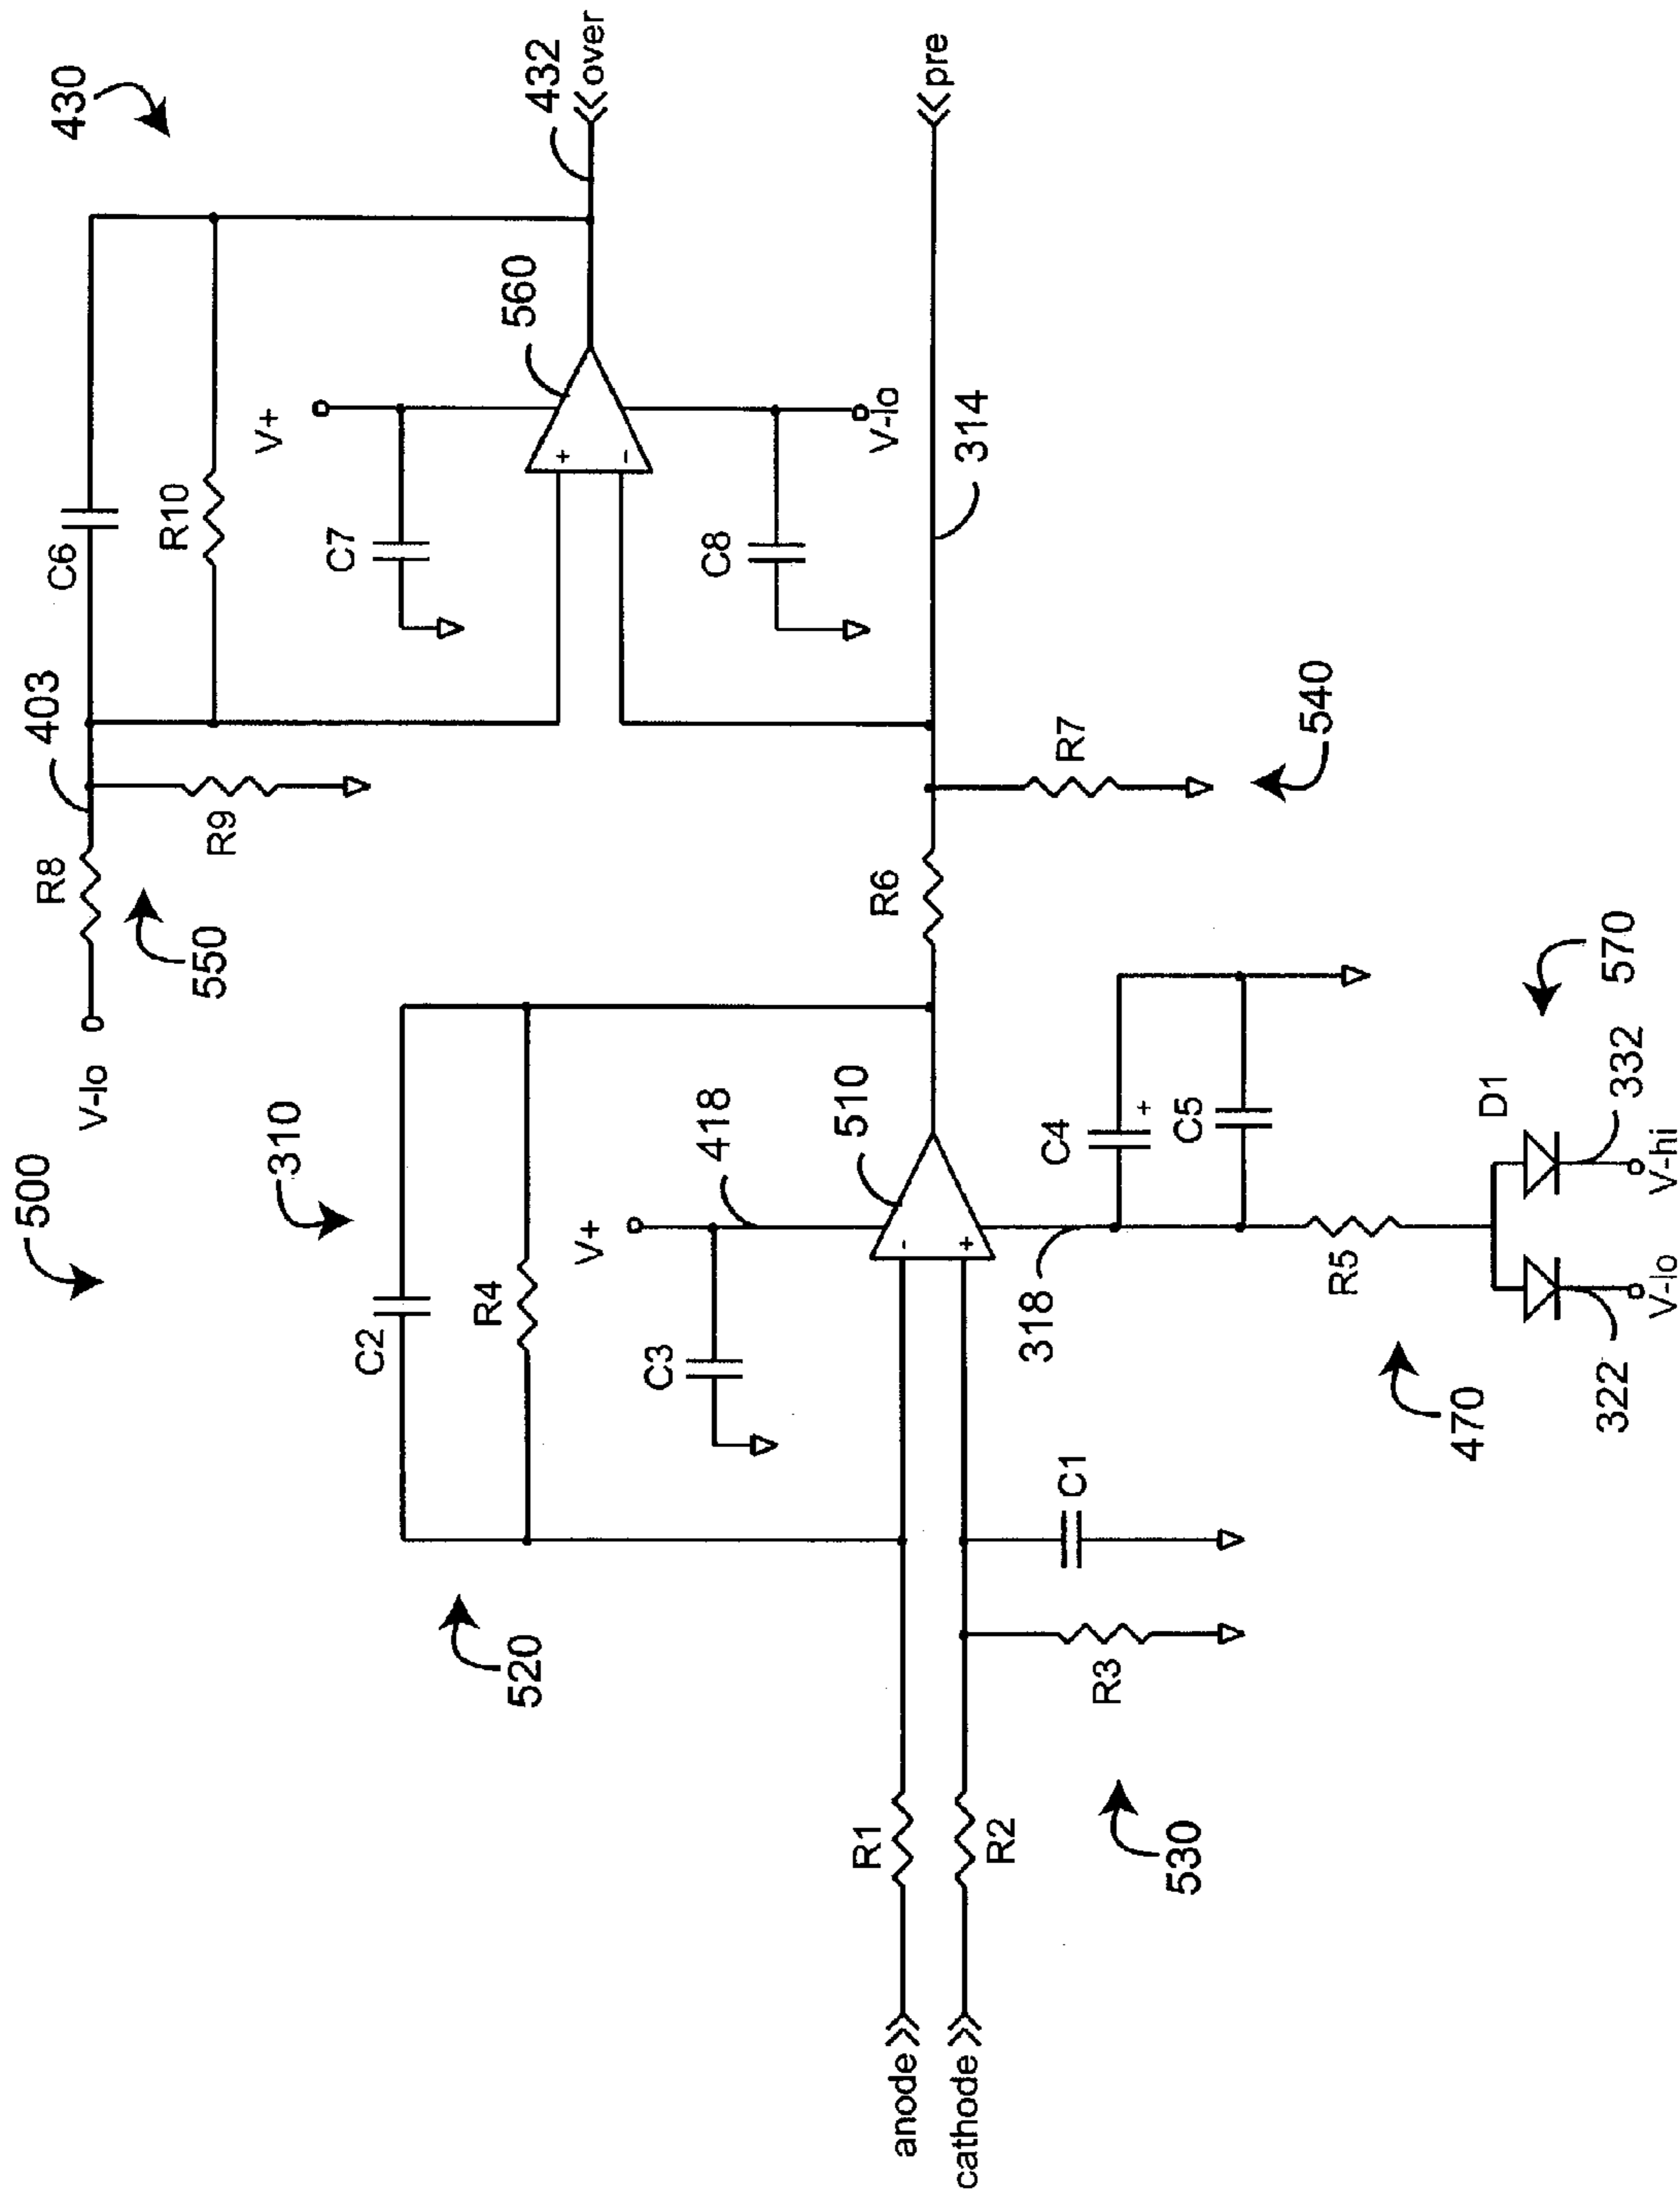 500
430
V-lo
R8
550
403
R9
C6
R10
V+
C7
560
432
over
C8
V-lo
310
C2
R4
520
V+
418
C3
510
R6
314
pre
R7
540
anode
R1
cathode
R2
530
R3
C1
318
C4
+
C5
R5
470
D1
570
322
V-lo
332
V-hi
-
+
+
-